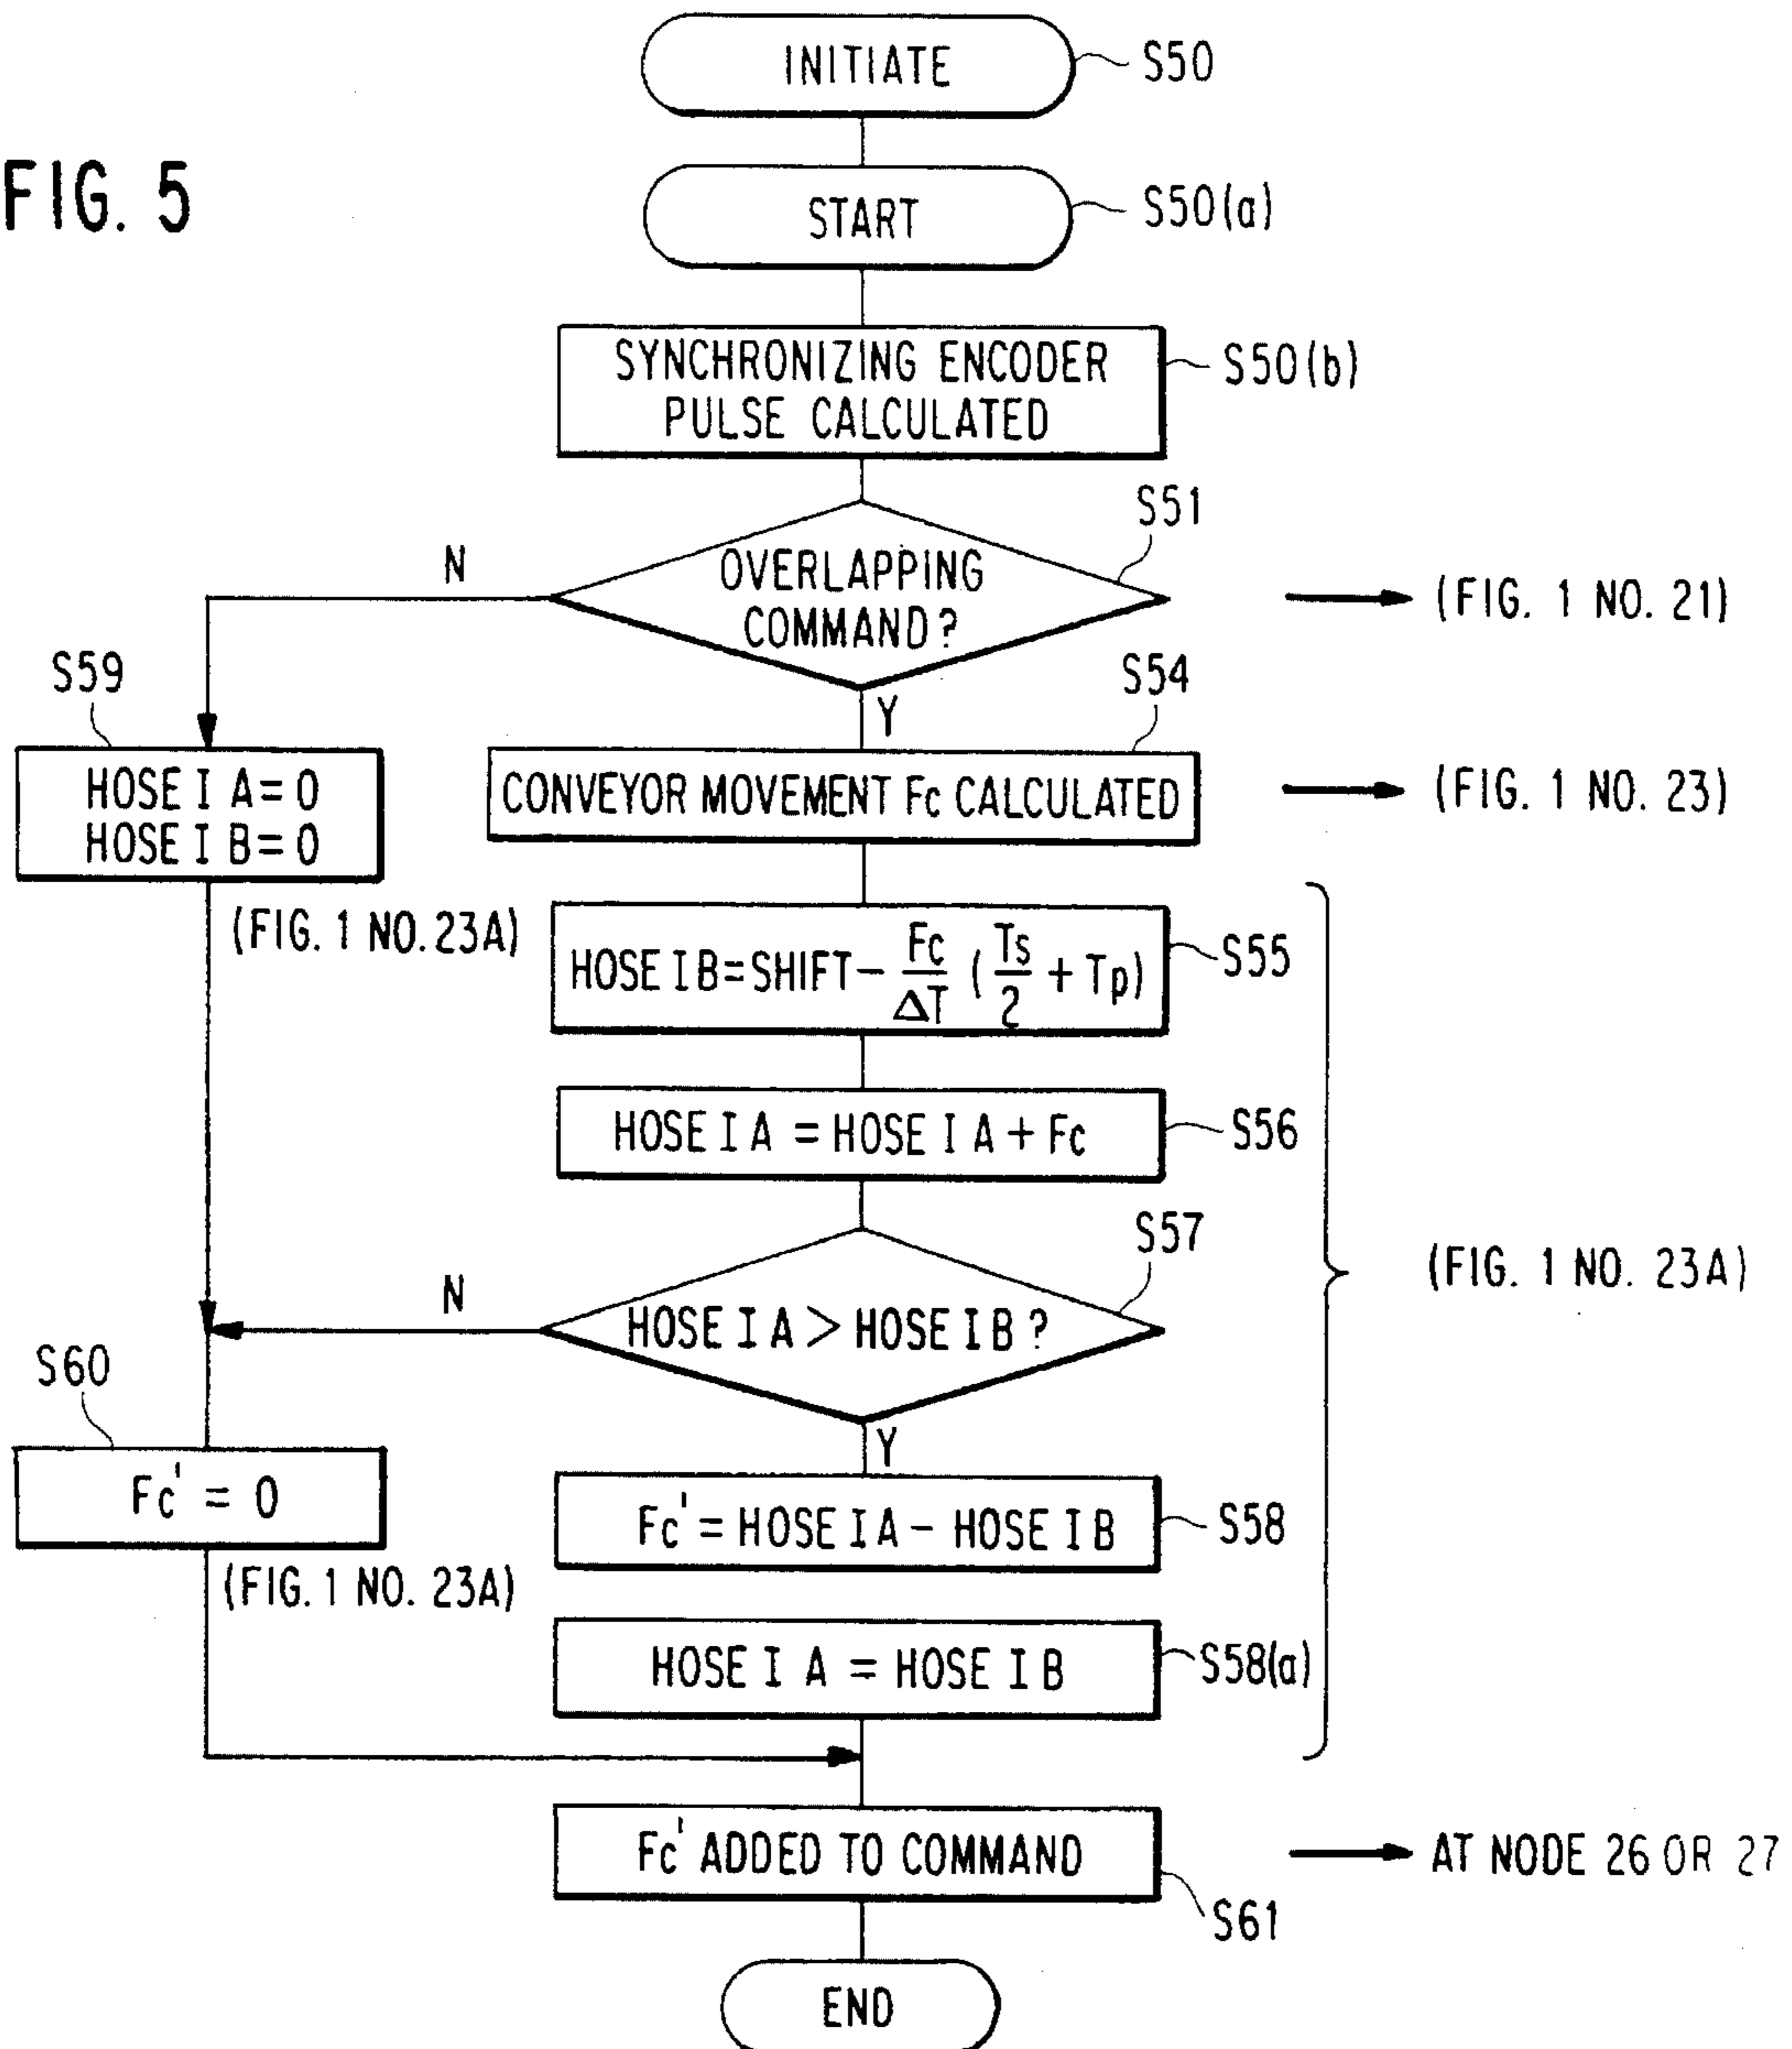 FIG. 5
INITIATE
S50
START
S50(a)
SYNCHRONIZING ENCODER
PULSE CALCULATED
S50(b)
S51
N
OVERLAPPING
COMMAND?
(FIG. 1 NO. 21)
Y
S59
HOSE I A=0
HOSE I B=0
(FIG. 1 NO. 23A)
S54
CONVEYOR MOVEMENT Fc CALCULATED
(FIG. 1 NO. 23)
HOSE I B=SHIFT- Fc/ΔT (Ts/2 + Tp)
S55
HOSE I A = HOSE I A + Fc
S56
S57
N
HOSE I A > HOSE I B ?
(FIG. 1 NO. 23A)
Y
S60
Fc' = 0
(FIG. 1 NO. 23A)
Fc' = HOSE I A - HOSE I B
S58
HOSE I A = HOSE I B
S58(a)
Fc' ADDED TO COMMAND
AT NODE 26 OR 27
S61
END